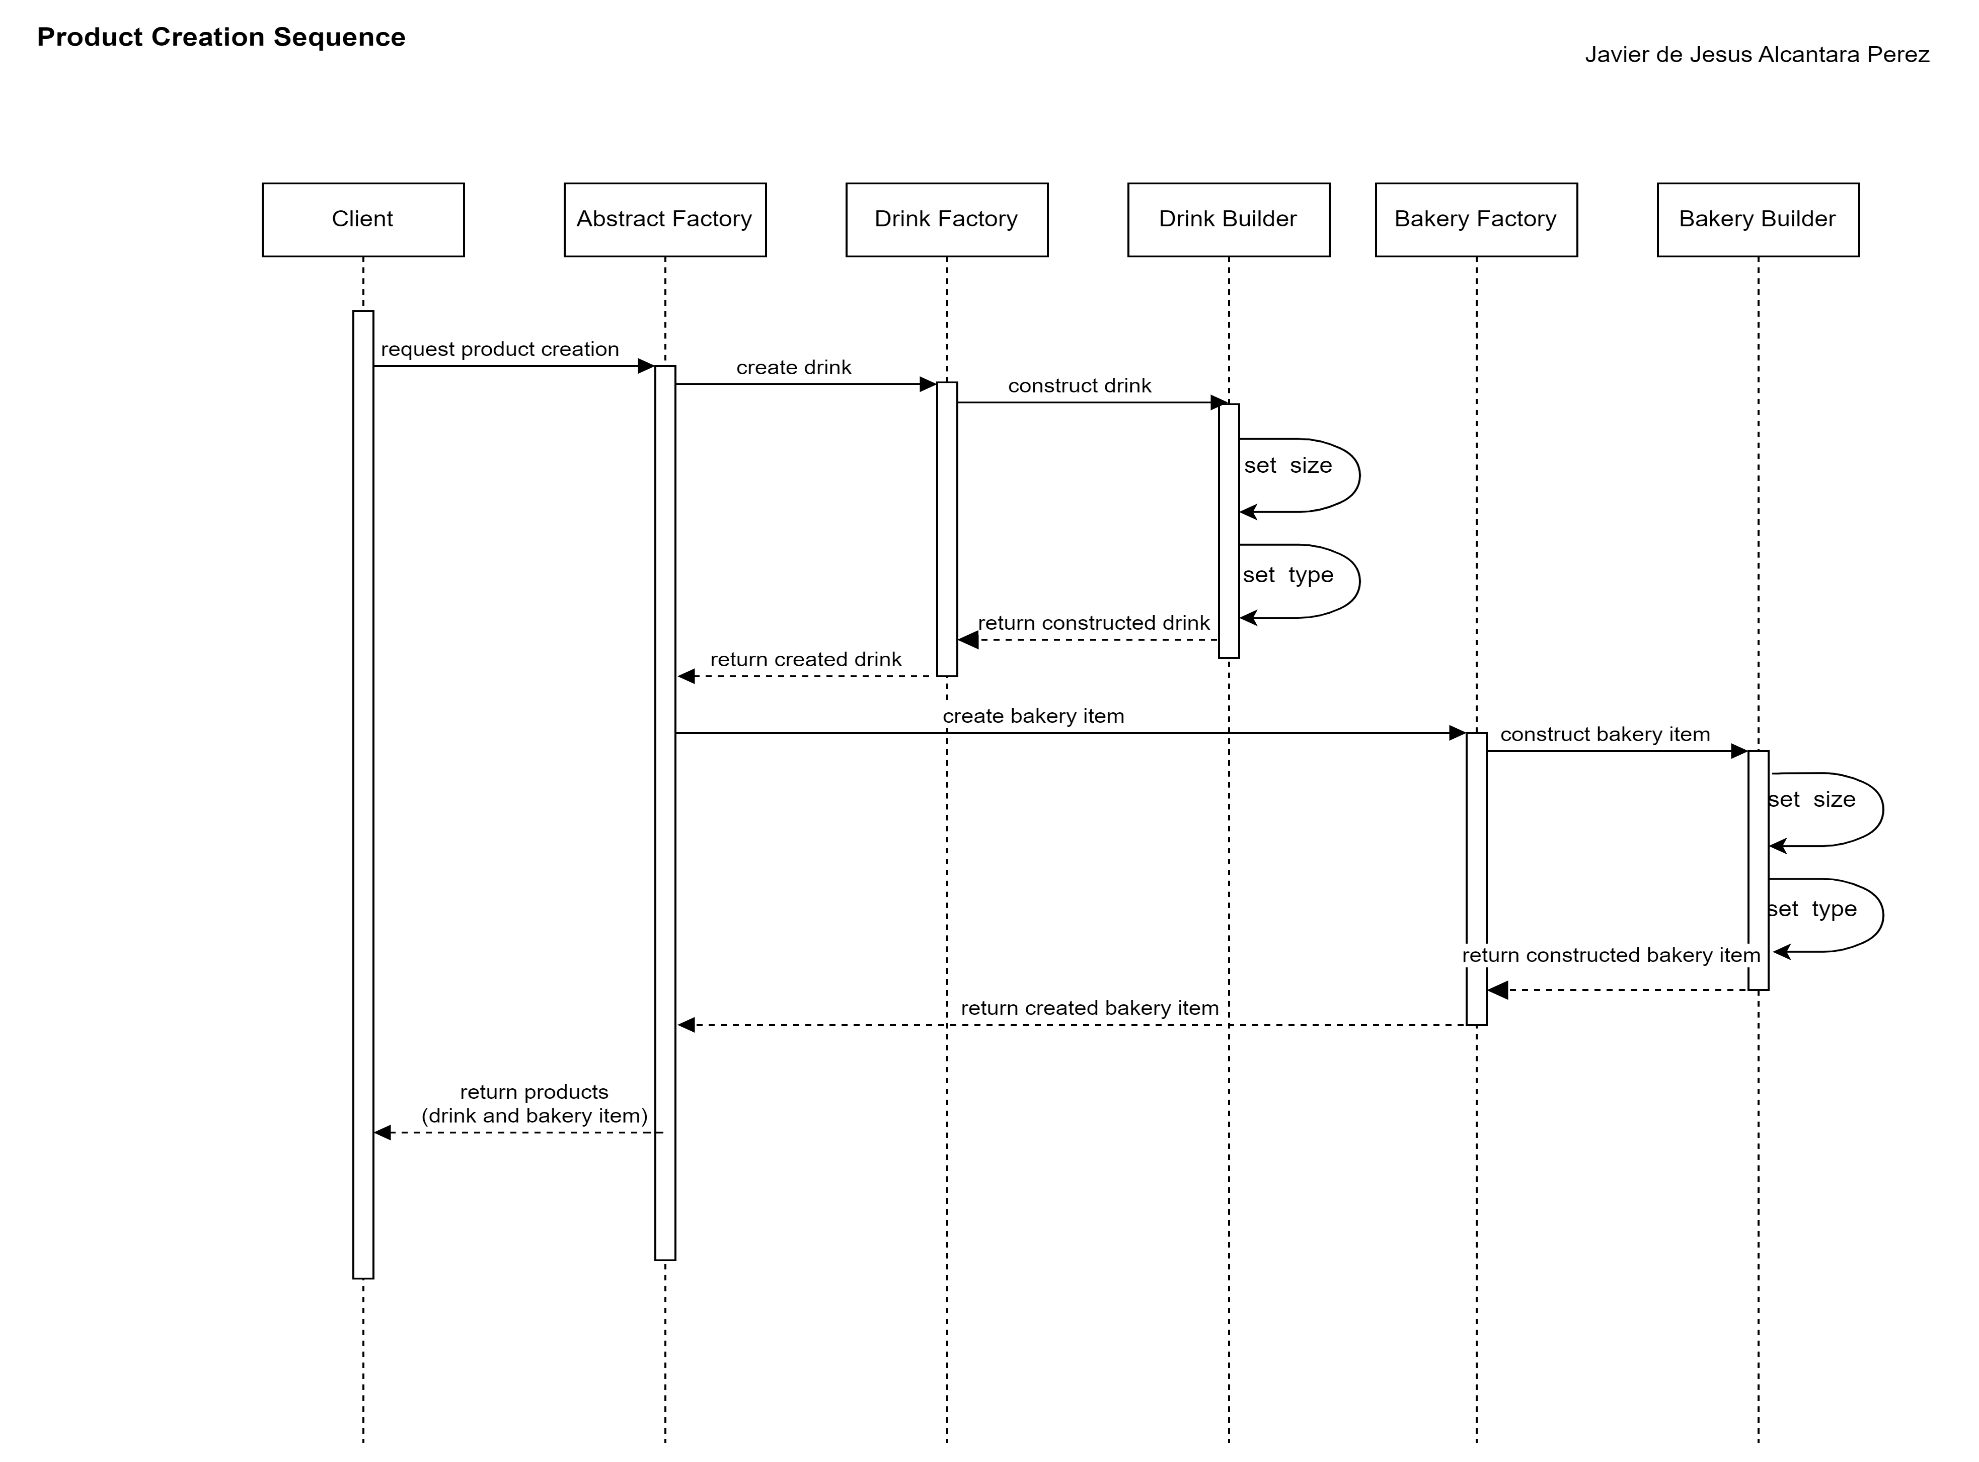 Product Creation Sequence
Javier de Jesus Alcantara Perez
Client
Abstract Factory
Drink Factory
Drink Builder
Bakery Factory
Bakery Builder
request product creation
create drink
construct drink
set size
set type
return constructed drink
return created drink
create bakery item
construct bakery item
set size
set type
return constructed bakery item
return created bakery item
return products
(drink and bakery item)